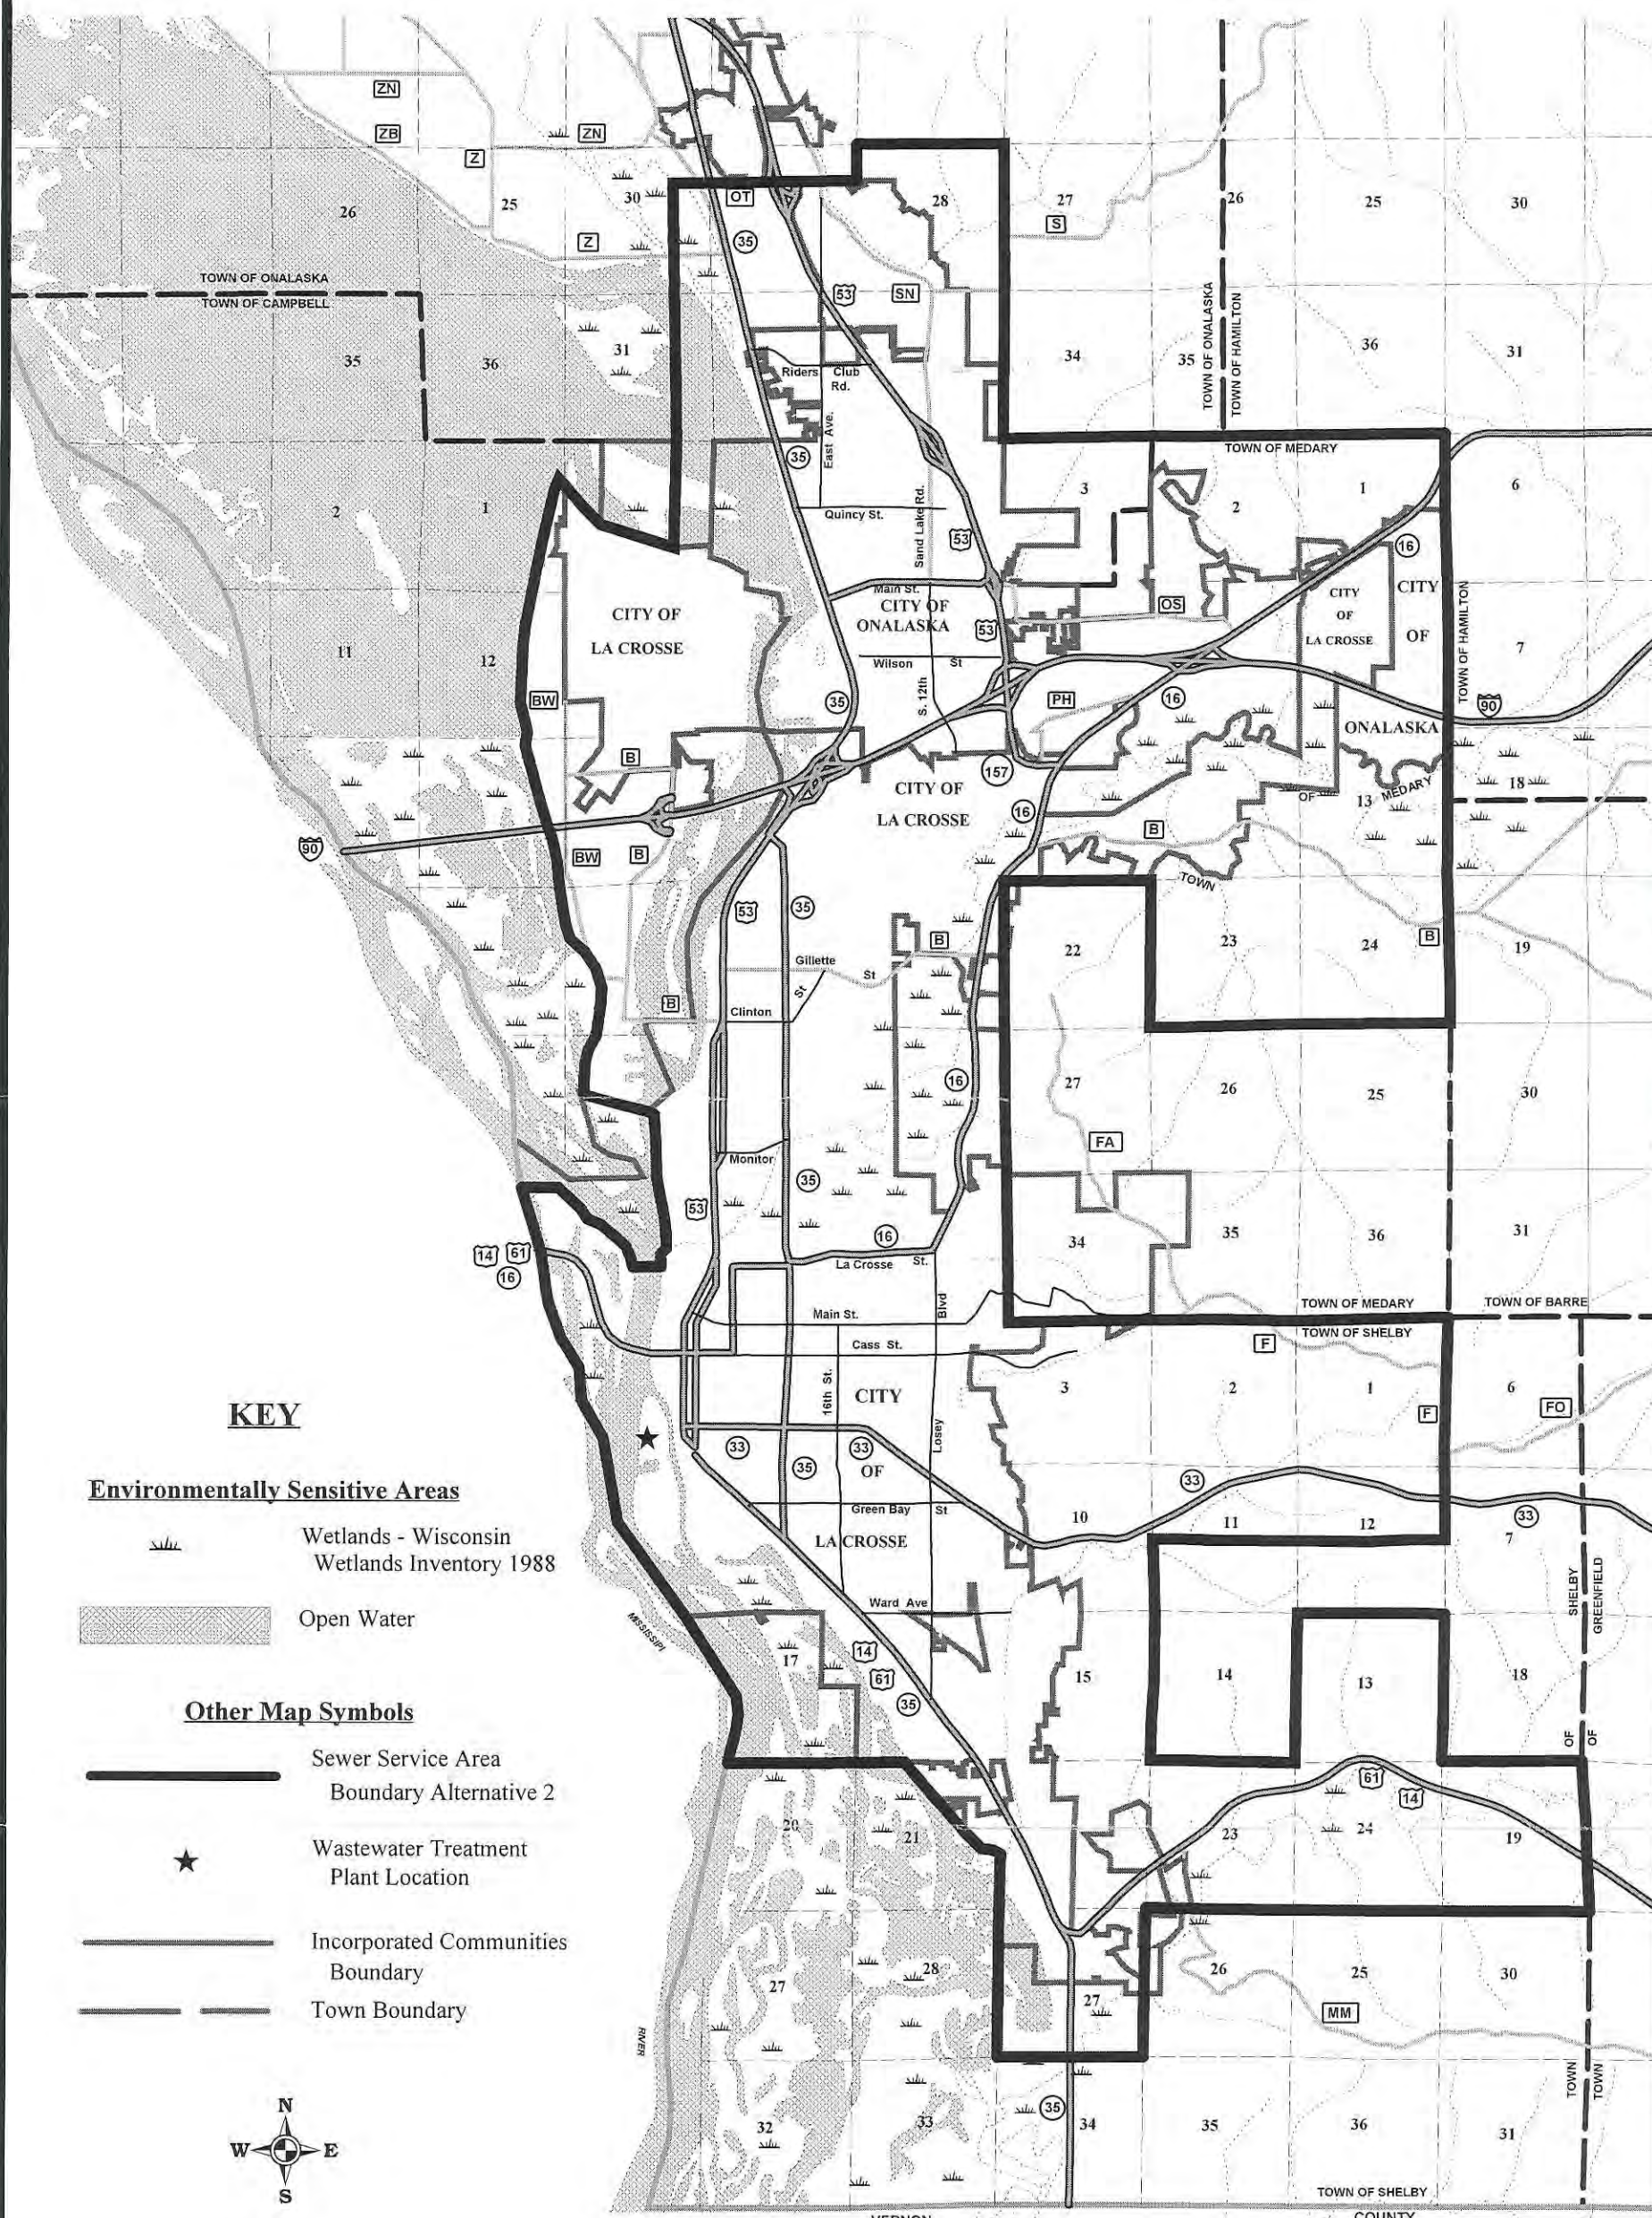 ZN
ZB
Z
ZN
30
OT
28
27
26
25
30
26
25
35
S
Z
TOWN OF ONALASKA
TOWN OF CAMPBELL
53
SN
TOWN OF ONALASKA
TOWN OF HAMILTON
35
36
31
34
35
36
31
Riders Club
Rd.
East Ave.
35
TOWN OF MEDARY
2
1
3
2
1
6
Quincy St.
Sand Lake Rd.
53
16
Main St.
CITY OF
ONALASKA
53
OS
CITY OF
LA CROSSE
CITY
OF
LA CROSSE
CITY
OF
ONALASKA
TOWN OF HAMILTON
11
12
7
Wilson St
S. 12th
BW
35
PH
16
90
B
157
CITY OF
LA CROSSE
16
18
13
TOWN OF MEDARY
90
BW
B
B
53
35
B
22
23
24
B
19
Gillette St
B
Clinton St
16
27
26
25
30
FA
Monitor
35
53
16
34
35
36
31
14 61
16
La Crosse St.
Main St.
Blvd
TOWN OF MEDARY
TOWN OF BARRE
TOWN OF SHELBY
Cass St.
F
16th St.
CITY
OF
LA CROSSE
3
2
1
6
F
FO
Losey
33
33
35
33
Green Bay St
10
11
12
33
7
Ward Ave
SHELBY
GREENFIELD
MISSISSIPI
17
14
61
35
15
14
13
18
OF
OF
61
14
20
21
23
24
19
27
28
27
26
25
30
MM
RIVER
TOWN
TOWN
32
33
35
34
35
36
31
TOWN OF SHELBY
VERNON
COUNTY
KEY
Environmentally Sensitive Areas
Wetlands - Wisconsin
Wetlands Inventory 1988
Open Water
Other Map Symbols
Sewer Service Area
Boundary Alternative 2
Wastewater Treatment
Plant Location
Incorporated Communities
Boundary
Town Boundary
N
W
E
S